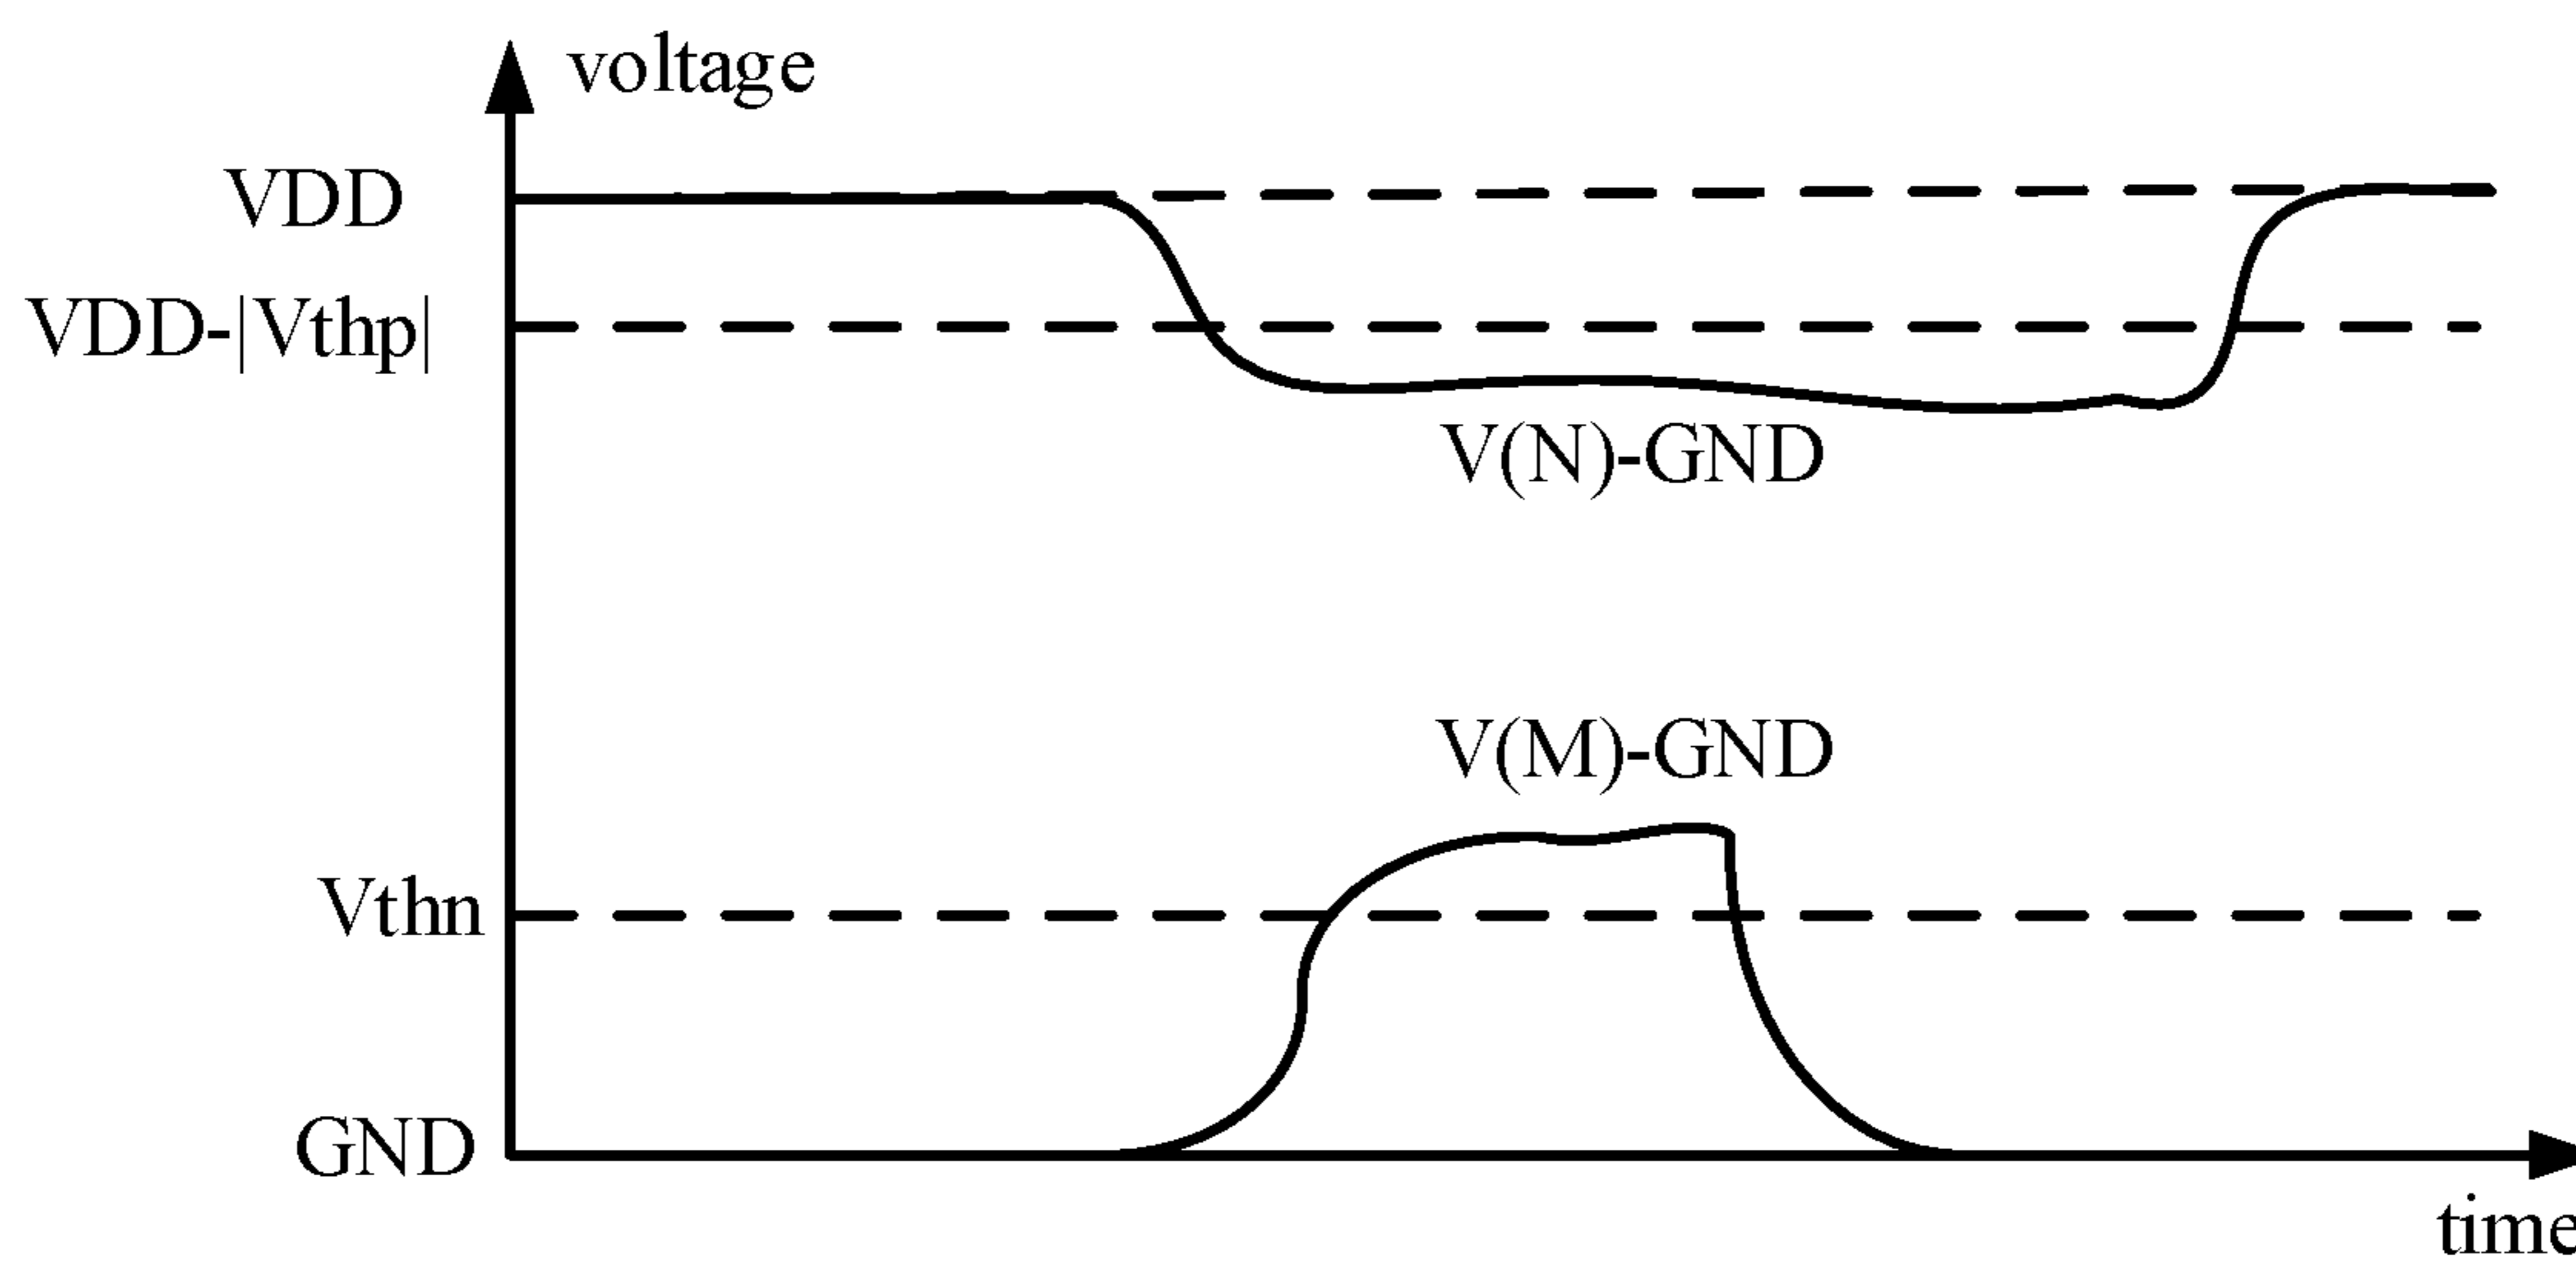 voltage
VDD
VDD-|Vthp|
V(N)-GND
V(M)-GND
Vthn
GND
time